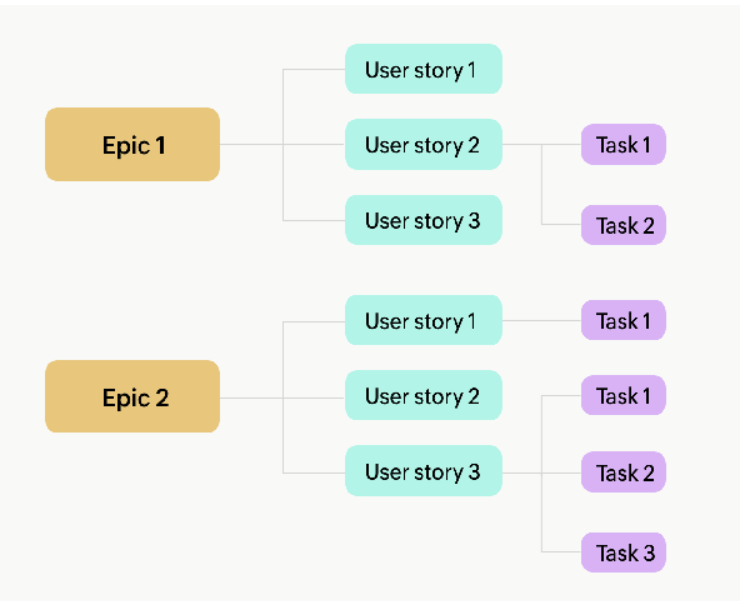 Epic 1
User story 1
User story 2
User story 3
Task 1
Task 2
Epic 2
User story 1
User story 2
User story 3
Task 1
Task 1
Task 2
Task 3